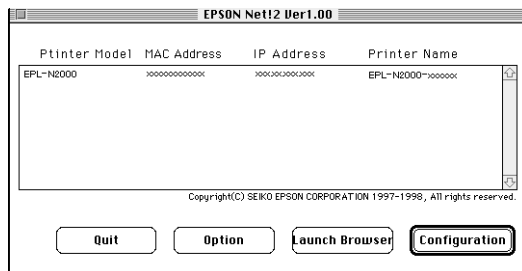 EPSON Net!2 Ver1.00
Ptinter Model MAC Address IP Address Printer Name
EPL-N2000 xxxxxxxxxxxx xxx.xxx.xxx.xxx EPL-N2000-xxxxxx
Copyright(C) SEIKO EPSON CORPORATION 1997-1998, All rights reserved.
Quit Option Launch Browser Configuration